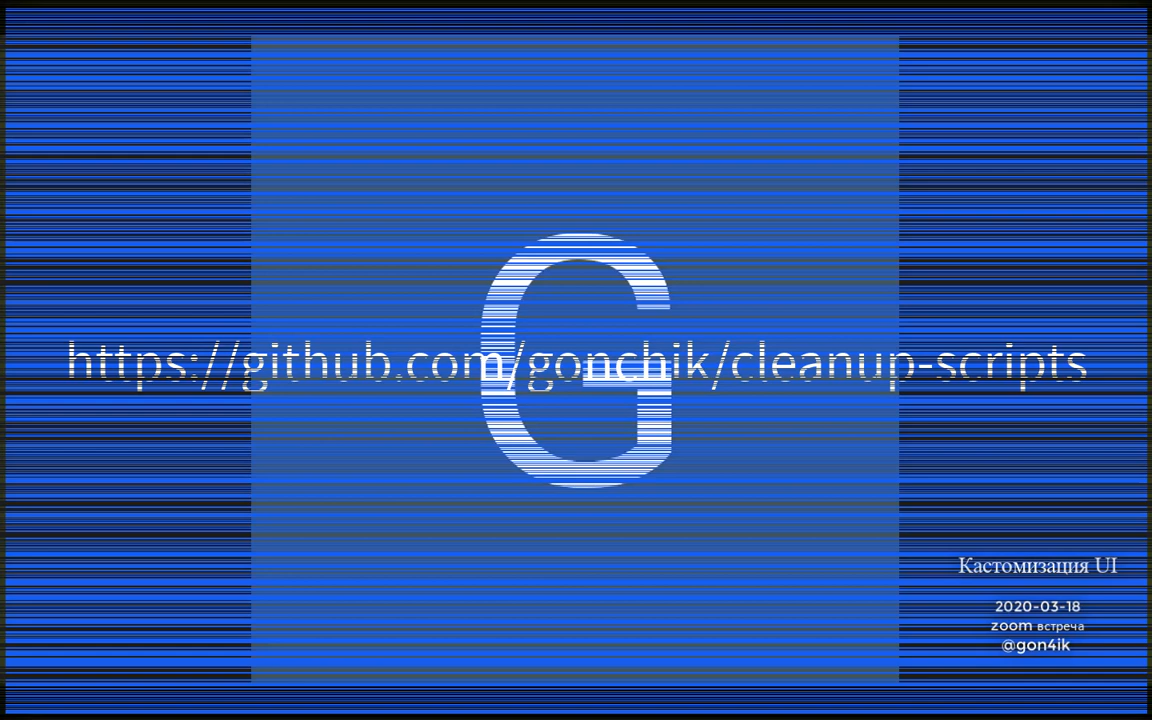 G
https://github.com/gonchik/cleanup-scripts
Кастомизация UI
2020-03-18
zoom встреча
@gon4ik